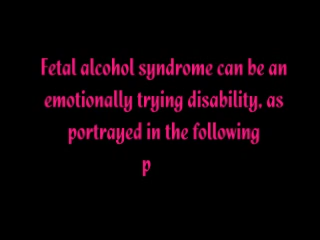 Fetal alcohol syndrome can be an
emotionally trying disability, as
portrayed in the following
p